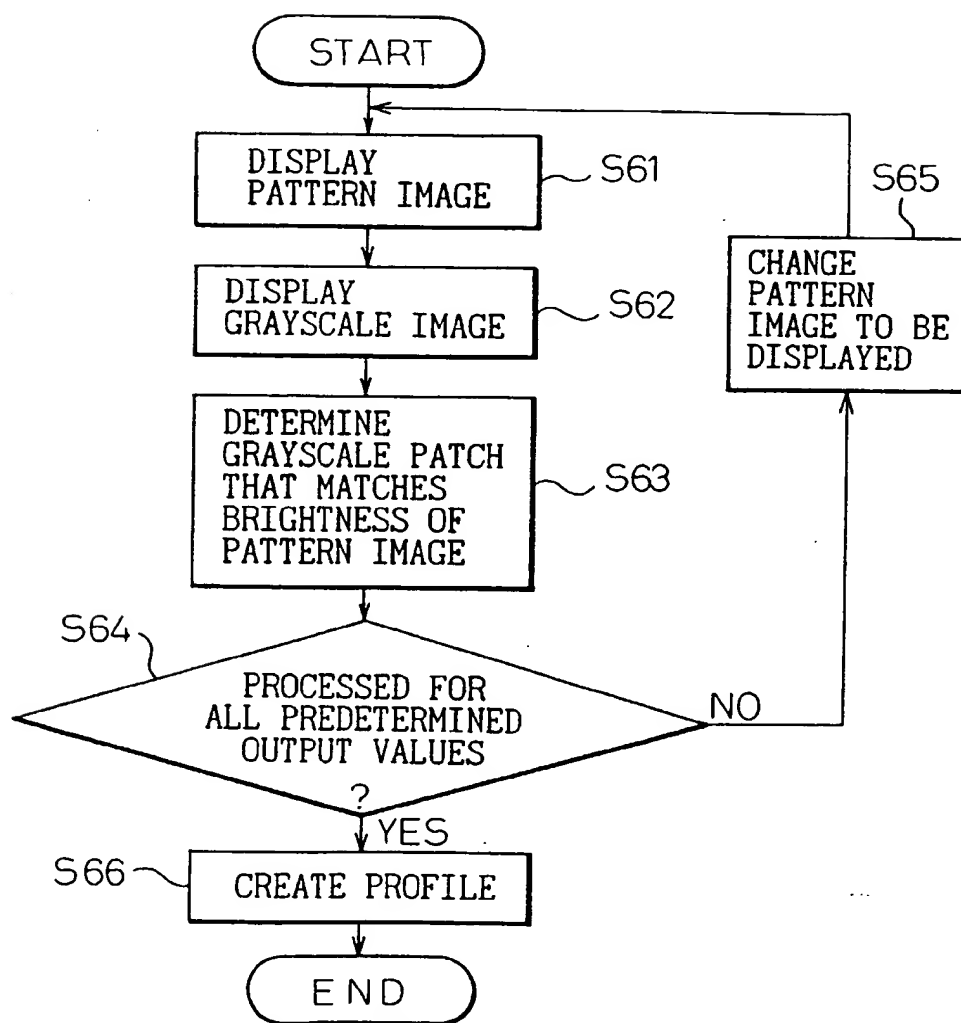 START
DISPLAY
PATTERN IMAGE
S61
DISPLAY
GRAYSCALE IMAGE
S62
DETERMINE
GRAYSCALE PATCH
THAT MATCHES
BRIGHTNESS OF
PATTERN IMAGE
S63
S64
PROCESSED FOR
ALL PREDETERMINED
OUTPUT VALUES
?
NO
S65
CHANGE
PATTERN
IMAGE TO BE
DISPLAYED
YES
S66
CREATE PROFILE
END